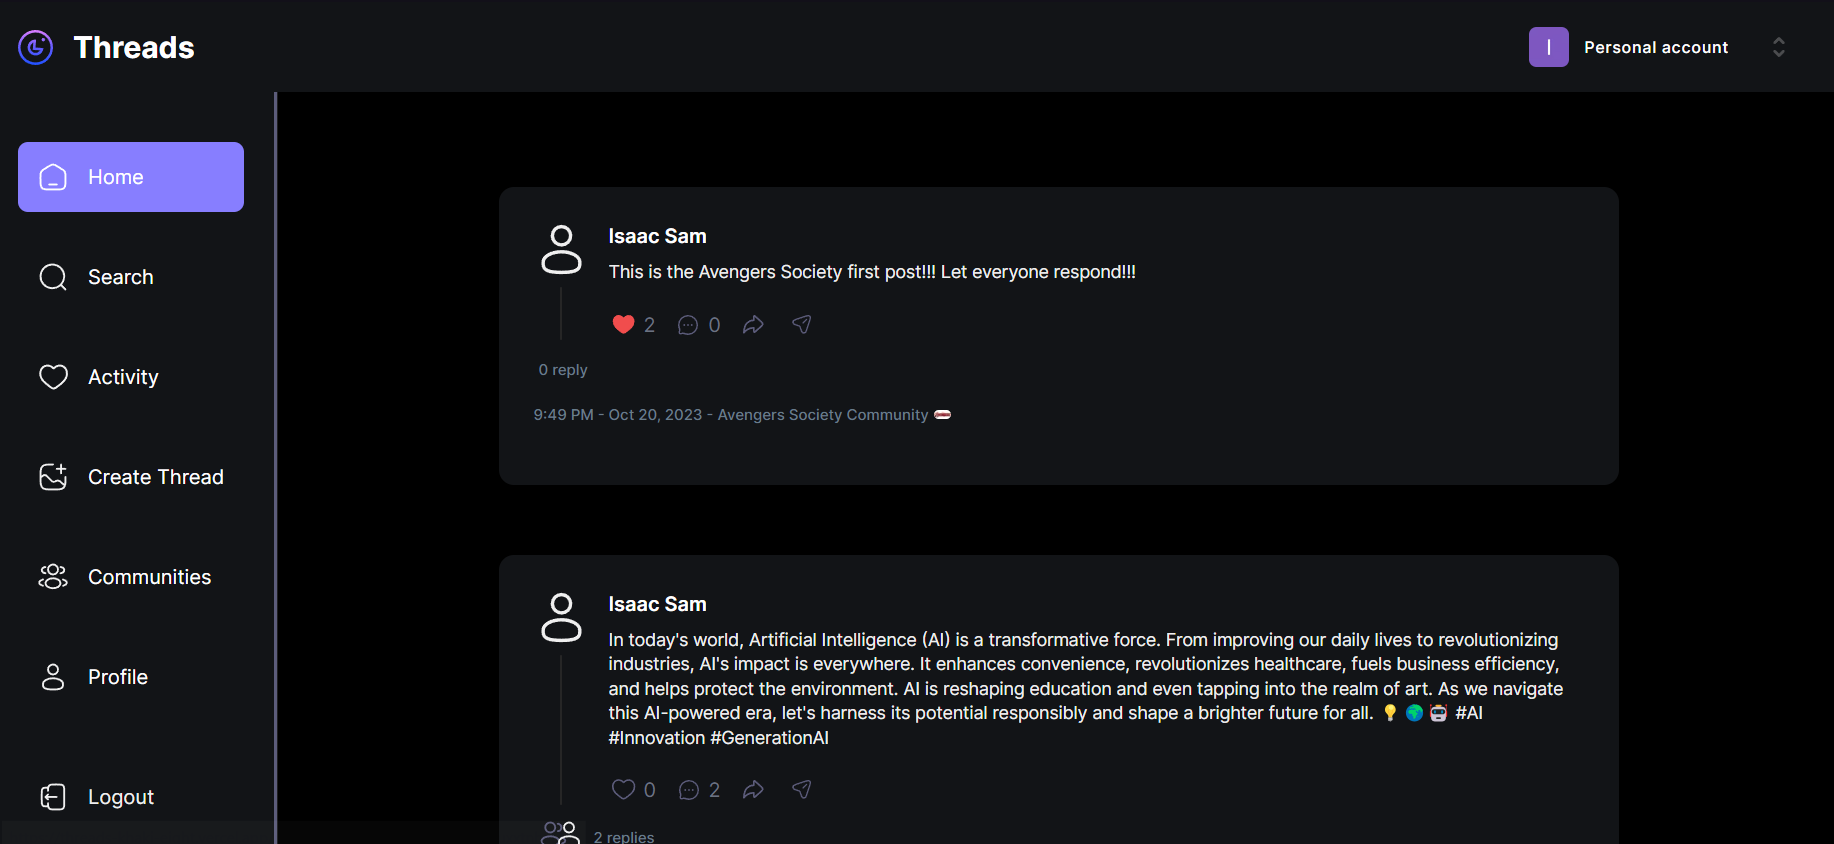 Threads
I
Personal account
Home
Search
Activity
Create Thread
Communities
Profile
Logout
Isaac Sam
This is the Avengers Society first post!!! Let everyone respond!!!
2 0
0 reply
9:49 PM - Oct 20, 2023 - Avengers Society Community
Isaac Sam
In today's world, Artificial Intelligence (AI) is a transformative force. From improving our daily lives to revolutionizing
industries, AI's impact is everywhere. It enhances convenience, revolutionizes healthcare, fuels business efficiency,
and helps protect the environment. AI is reshaping education and even tapping into the realm of art. As we navigate
this AI-powered era, let's harness its potential responsibly and shape a brighter future for all. 💡 🌍 🤖 #AI
#Innovation #GenerationAI
0 2
2 replies